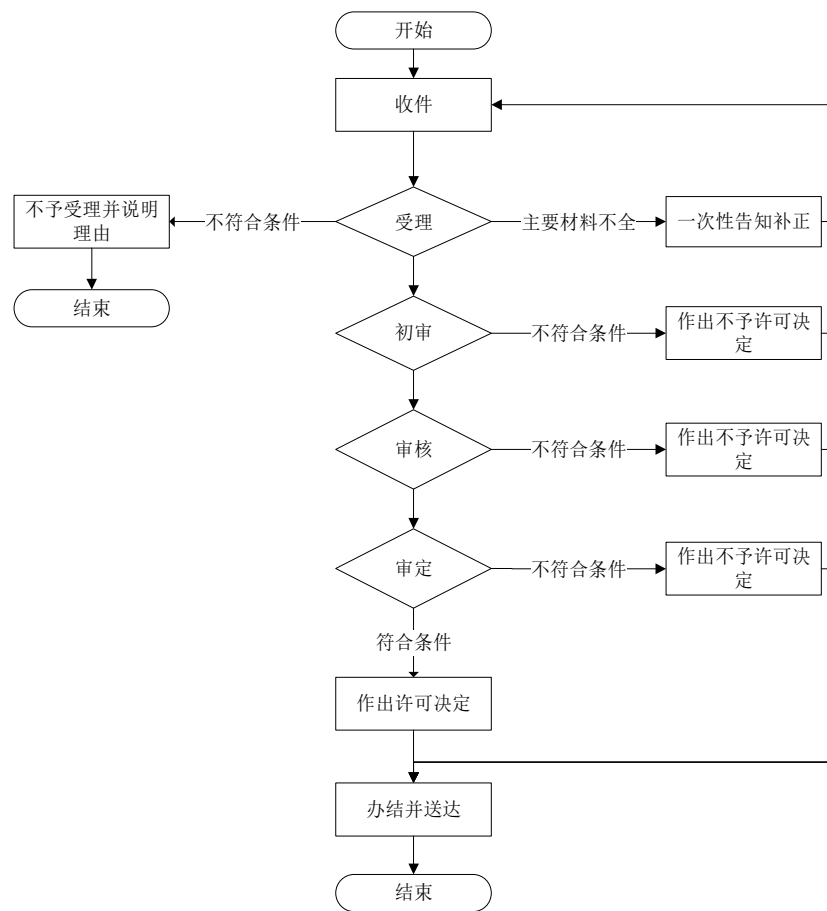 开始
收件
不予受理并说明
理由
不符合条件
受理
主要材料不全
一次性告知补正
结束
初审
不符合条件
作出不予许可决
定
审核
不符合条件
作出不予许可决
定
审定
不符合条件
作出不予许可决
定
符合条件
作出许可决定
办结并送达
结束